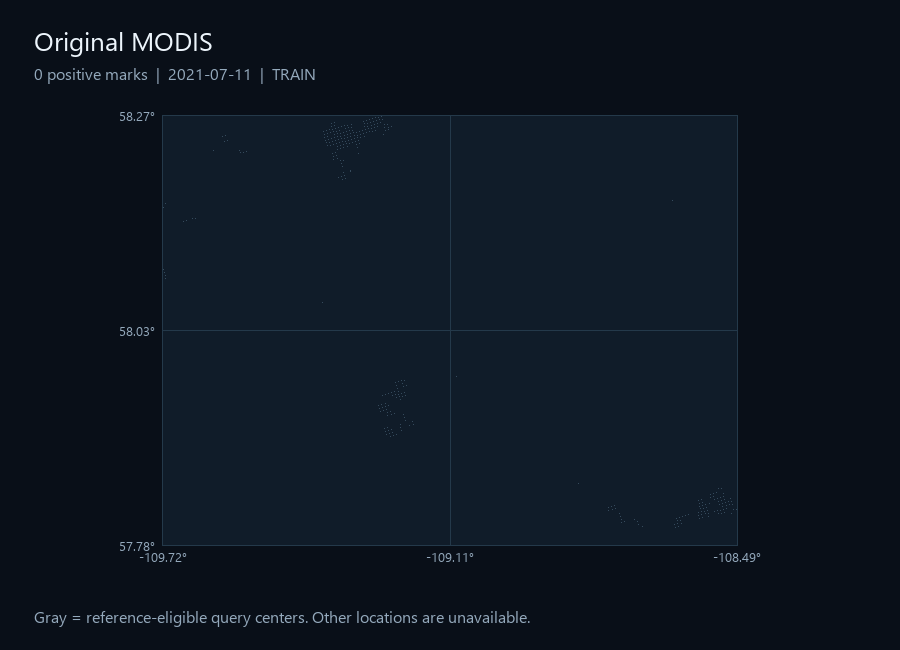 Original MODIS
0 positive marks | 2021-07-11 | TRAIN
58.27°
58.03°
57.78°
-109.72°
-109.11°
-108.49°
Gray = reference-eligible query centers. Other locations are unavailable.